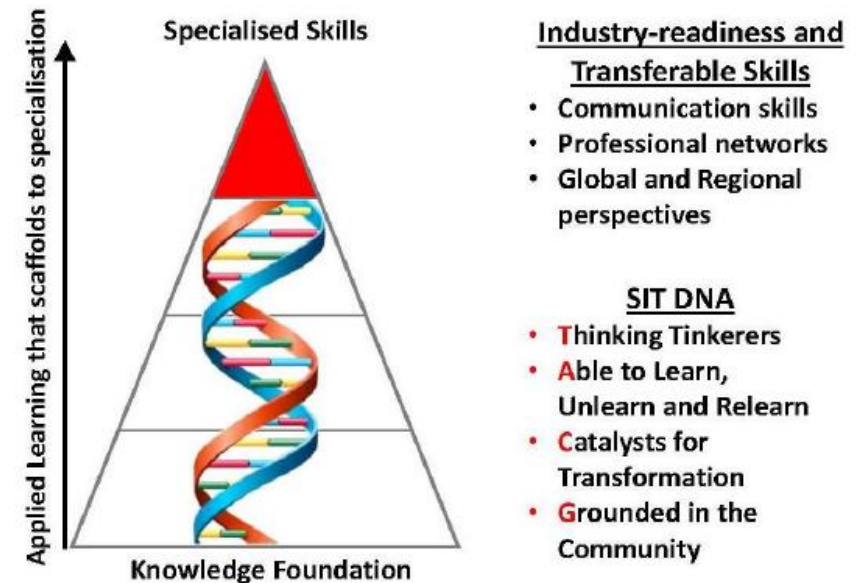 Applied Learning that scaffolds to specialisation
Specialised Skills
Knowledge Foundation
Industry-readiness and
Transferable Skills
• Communication skills
• Professional networks
• Global and Regional
perspectives
SIT DNA
• Thinking Tinkerers
• Able to Learn,
Unlearn and Relearn
• Catalysts for
Transformation
• Grounded in the
Community